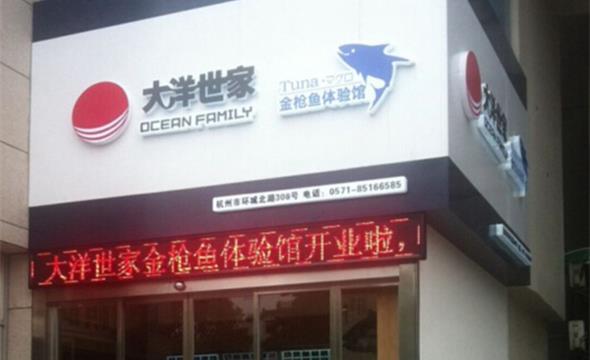 大洋世家
OCEAN FAMILY
Tuna·マグロ
金枪鱼体验馆
杭州市环城北路308号 电话：0571-85166585
大洋世家金枪鱼体验馆开业啦，